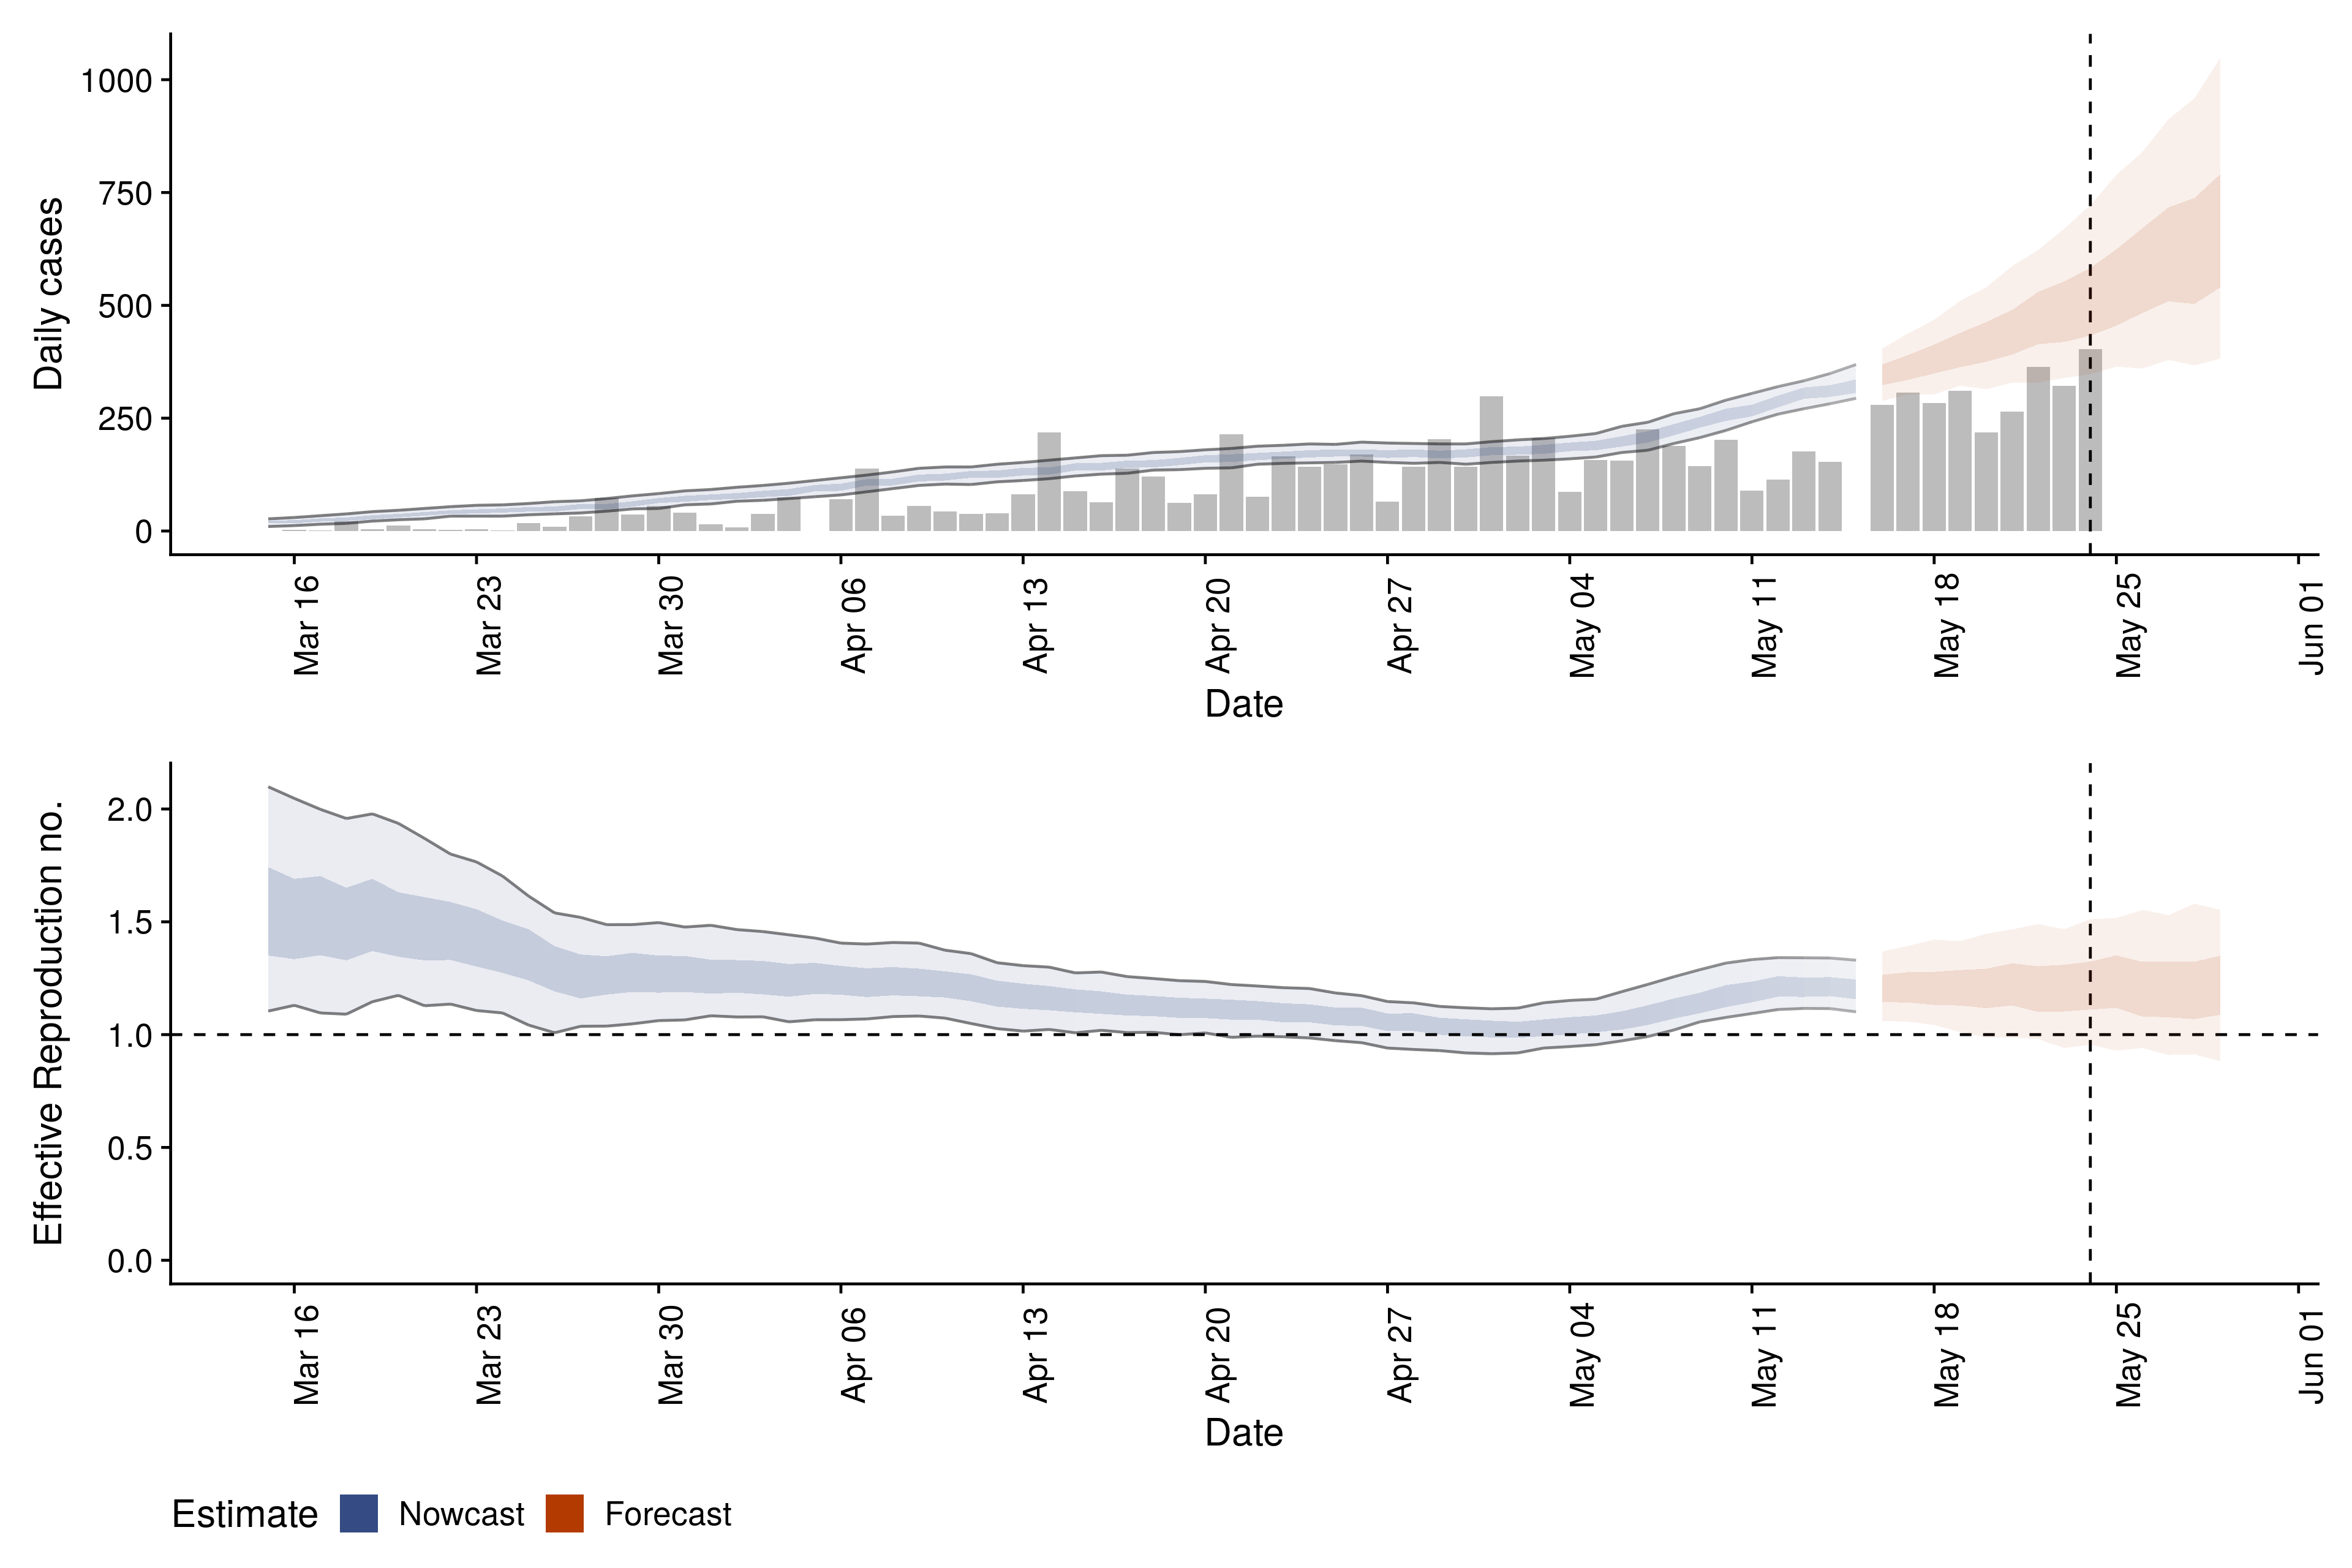 1000
750
500
250
0
Daily cases
Mar 16
Mar 23
Mar 30
Apr 06
Apr 13
Apr 20
Apr 27
May 04
May 11
May 18
May 25
Jun 01
Date
2.0
1.5
1.0
0.5
0.0
Effective Reproduction no.
Mar 16
Mar 23
Mar 30
Apr 06
Apr 13
Apr 20
Apr 27
May 04
May 11
May 18
May 25
Jun 01
Date
Estimate Nowcast Forecast